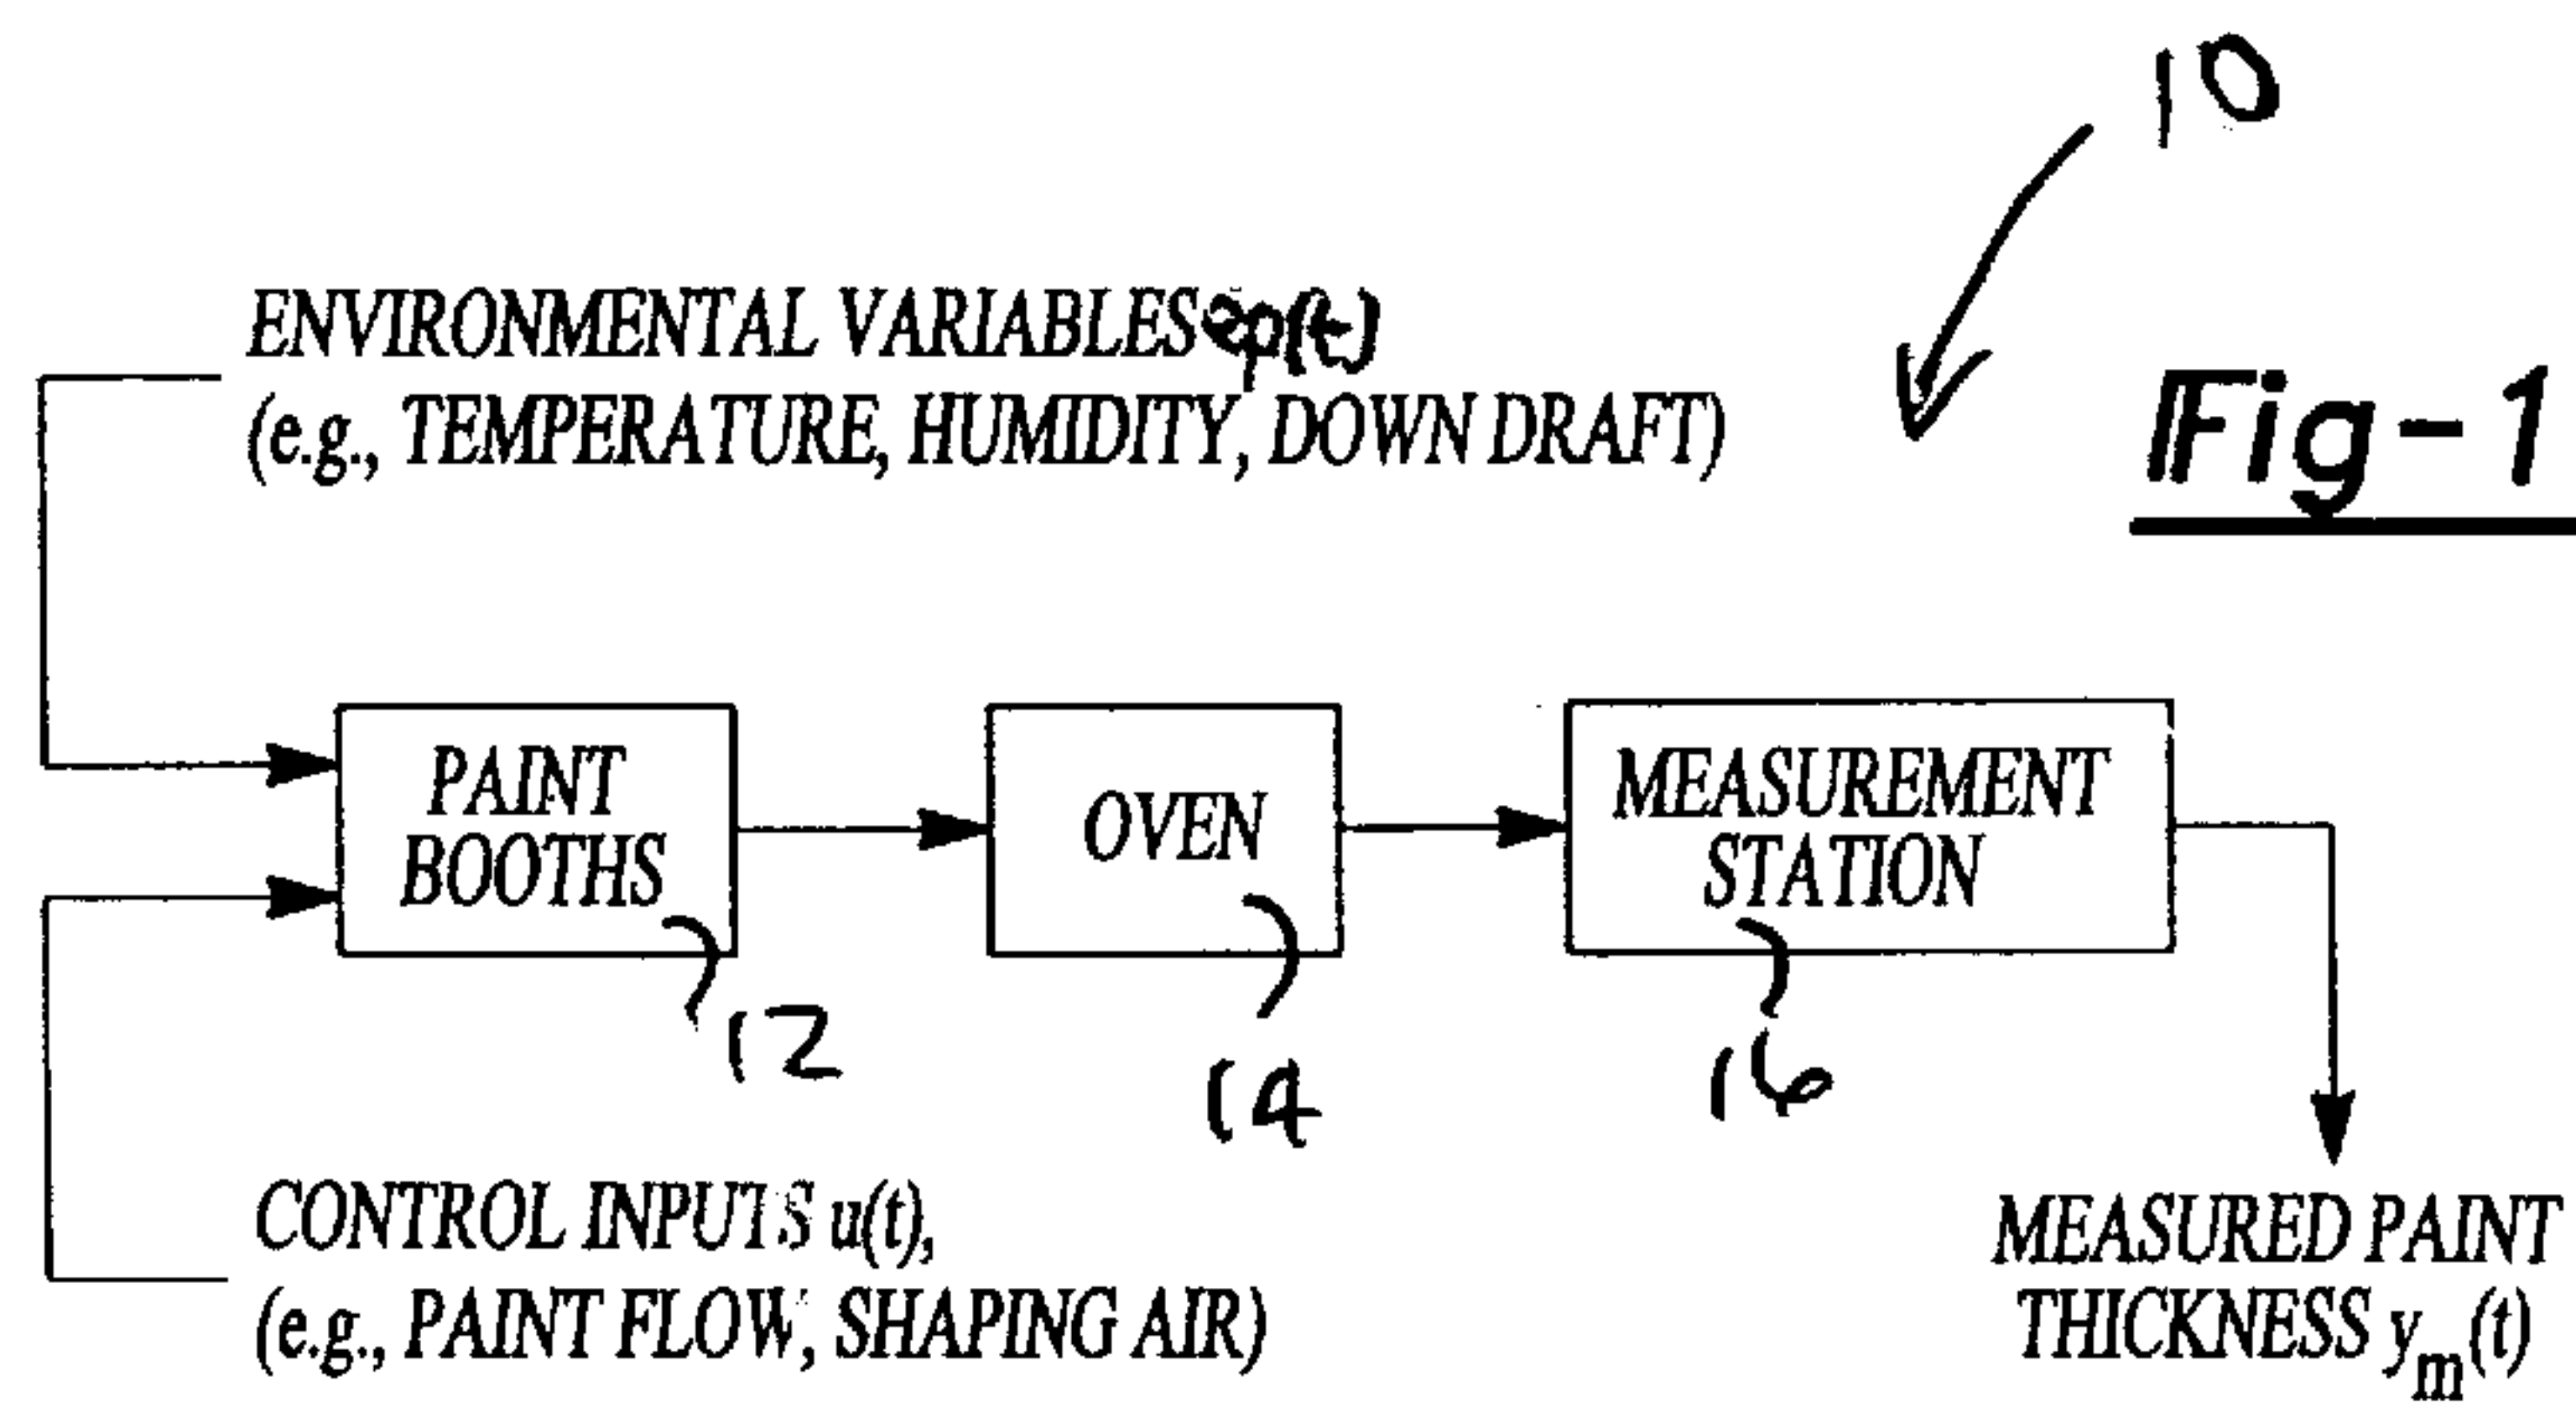 10
ENVIRONMENTAL VARIABLES
(e.g., TEMPERATURE, HUMIDITY, DOWN DRAFT)
Fig-1
PAINT
BOOTHS
OVEN
MEASUREMENT
STATION
12
14
16
CONTROL INPUTS u(t),
(e.g., PAINT FLOW, SHAPING AIR)
MEASURED PAINT
THICKNESS yₘ(t)